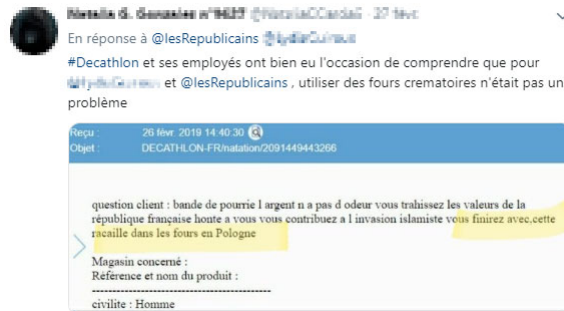 27 févr.
En réponse à @lesRepublicains
#Decathlon et ses employés ont bien eu l'occasion de comprendre que pour
et @lesRepublicains , utiliser des fours crematoires n'était pas un
problème
Reçu : 26 févr. 2019 14:40:30
Objet : DECATHLON-FR/natation/2091449443266
question client : bande de pourrie l argent n a pas d odeur vous trahissez les valeurs de la
république française honte a vous vous contribuez a l invasion islamiste vous finirez avec,cette
racaille dans les fours en Pologne
Magasin concerné :
Référence et nom du produit :
--------------------------------------------
civilite : Homme